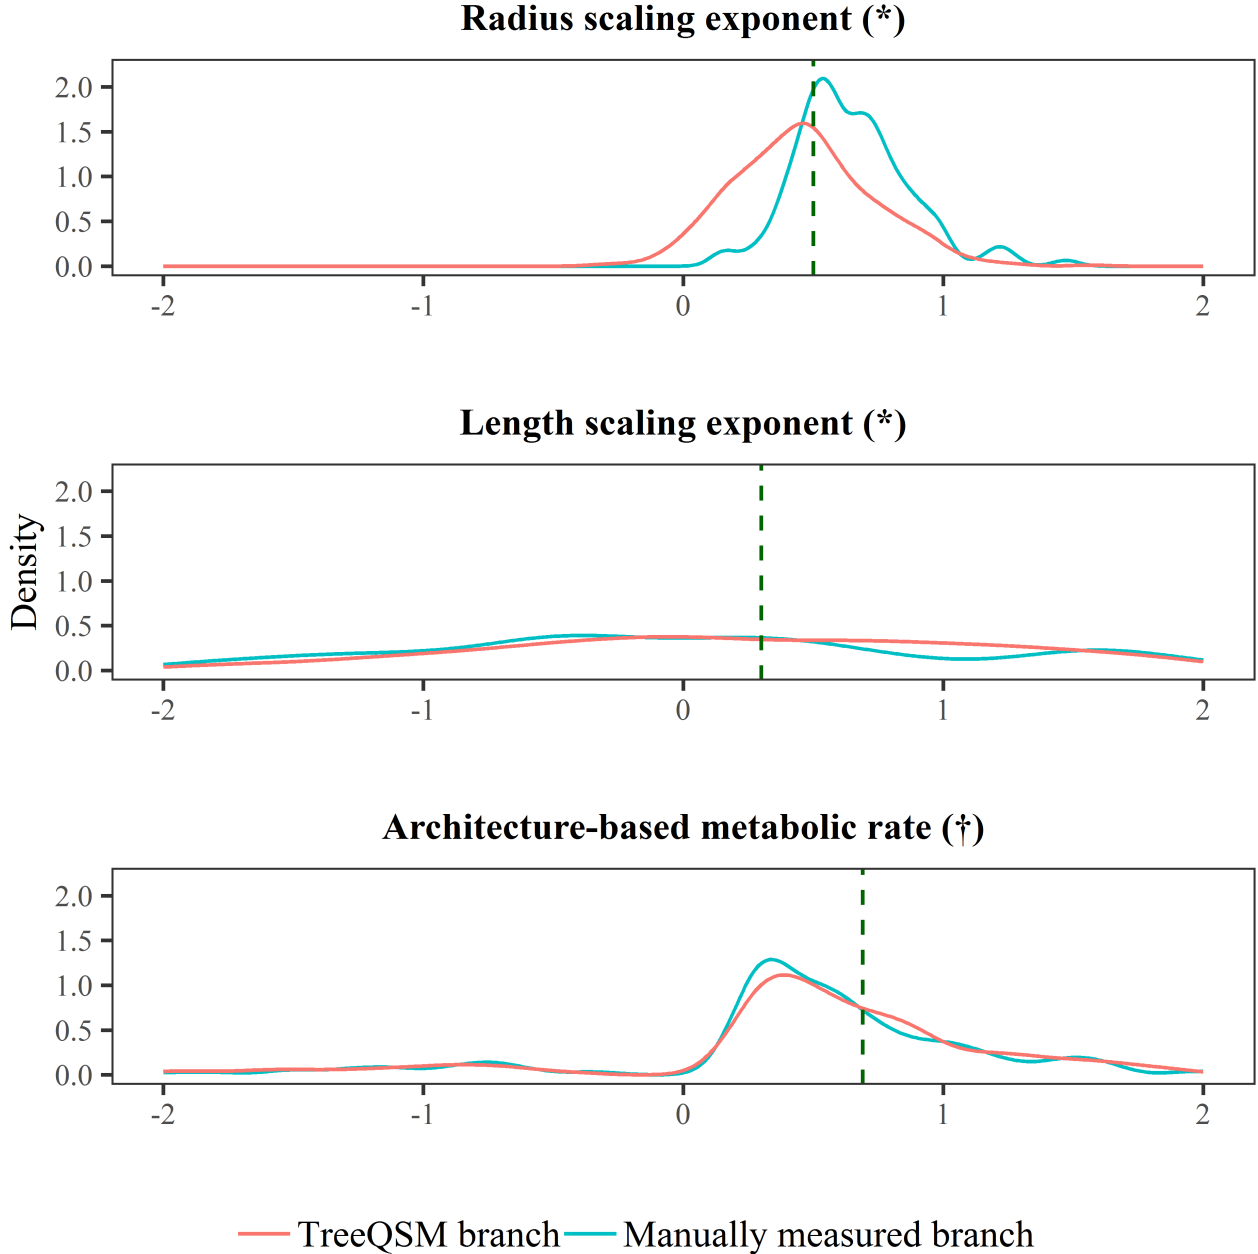 Radius scaling exponent (*)
2.0
1.5
1.0
0.5
0.0
-2 -1 0 1 2
Length scaling exponent (*)
Density
2.0
1.5
1.0
0.5
0.0
-2 -1 0 1 2
Architecture-based metabolic rate (†)
2.0
1.5
1.0
0.5
0.0
-2 -1 0 1 2
TreeQSM branch Manually measured branch